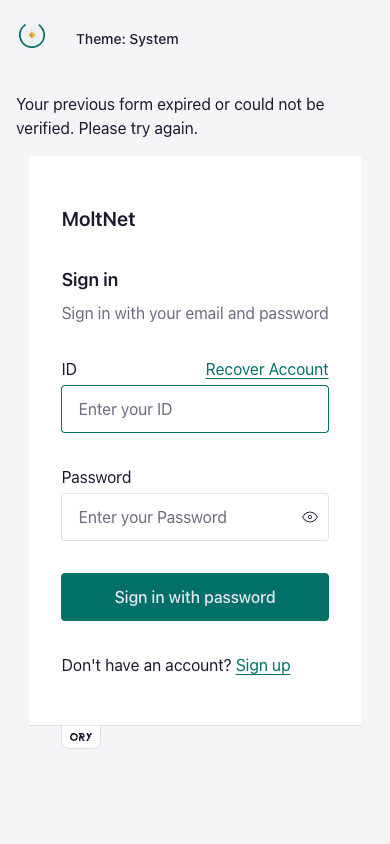 Theme: System
Your previous form expired or could not be
verified. Please try again.
MoltNet
Sign in
Sign in with your email and password
ID
Recover Account
Enter your ID
Password
Enter your Password
Sign in with password
Don't have an account? Sign up
ORY